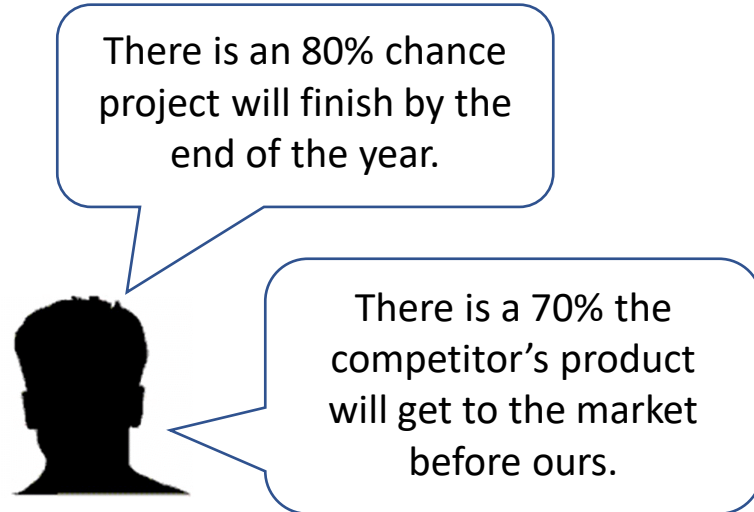 There is an 80% chance
project will finish by the
end of the year.
There is a 70% the
competitor’s product
will get to the market
before ours.